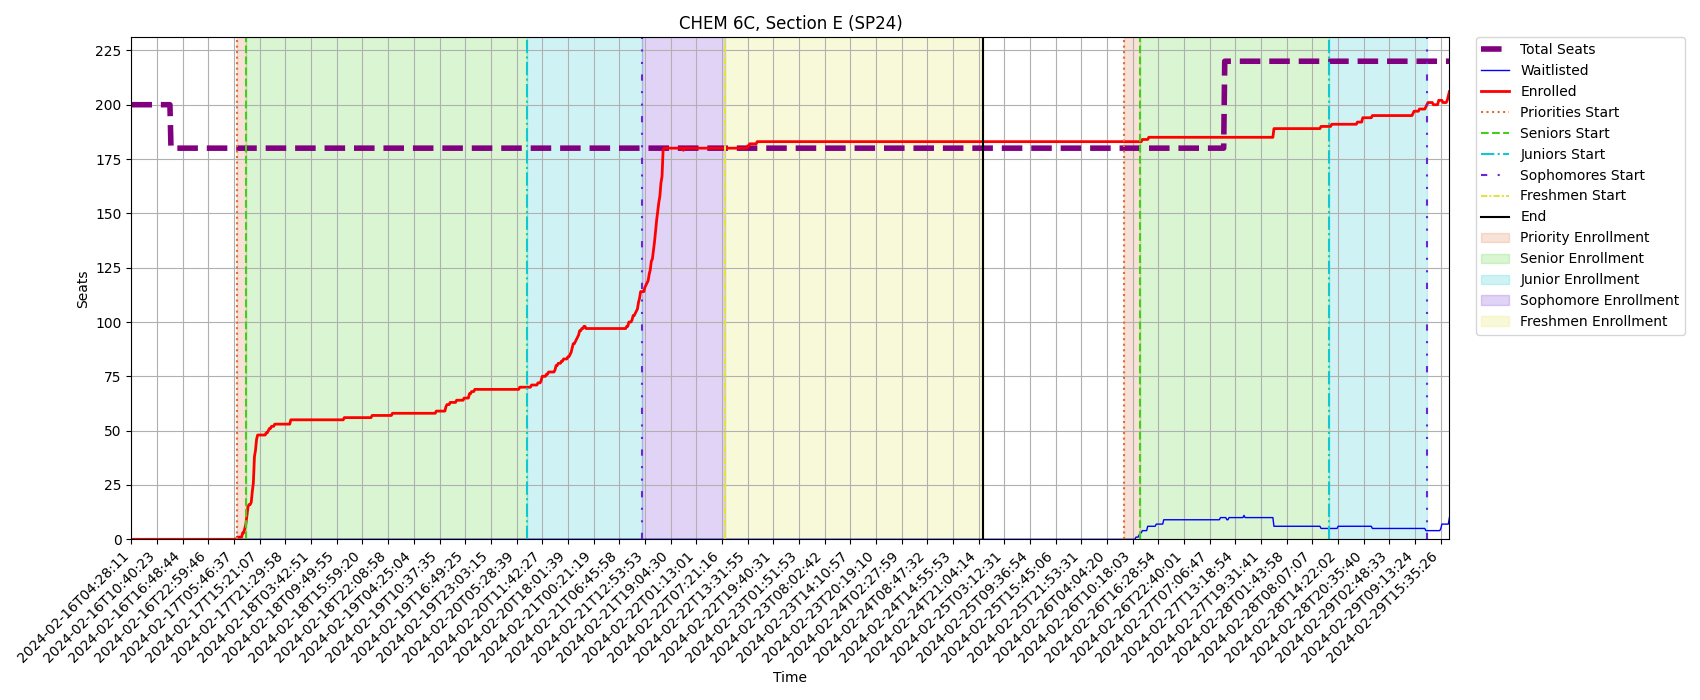 CHEM 6C, Section E (SP24)
Seats
225
200
175
150
125
100
75
50
25
0
2024-02-16T04:28:11
2024-02-16T10:40:23
2024-02-16T16:48:44
2024-02-16T22:59:46
2024-02-17T05:46:37
2024-02-17T15:21:07
2024-02-17T21:29:58
2024-02-18T03:42:51
2024-02-18T09:49:55
2024-02-18T15:59:20
2024-02-18T22:08:58
2024-02-19T04:25:04
2024-02-19T10:37:35
2024-02-19T16:49:25
2024-02-19T23:03:15
2024-02-20T05:28:39
2024-02-20T11:42:27
2024-02-20T18:01:39
2024-02-21T00:21:19
2024-02-21T06:45:58
2024-02-21T12:53:53
2024-02-21T19:04:30
2024-02-22T01:13:01
2024-02-22T07:21:16
2024-02-22T13:31:55
2024-02-22T19:40:31
2024-02-23T01:51:53
2024-02-23T08:02:42
2024-02-23T14:10:57
2024-02-23T20:19:10
2024-02-24T02:27:59
2024-02-24T08:47:32
2024-02-24T14:55:53
2024-02-24T21:04:14
2024-02-25T03:12:31
2024-02-25T09:36:54
2024-02-25T15:45:06
2024-02-25T21:53:31
2024-02-26T04:04:20
2024-02-26T10:18:03
2024-02-26T16:28:54
2024-02-26T22:40:01
2024-02-27T07:06:47
2024-02-27T13:18:54
2024-02-27T19:31:41
2024-02-28T01:43:58
2024-02-28T08:07:07
2024-02-28T14:22:02
2024-02-28T20:35:40
2024-02-29T02:48:33
2024-02-29T09:13:24
2024-02-29T15:35:26
Time
Total Seats
Waitlisted
Enrolled
Priorities Start
Seniors Start
Juniors Start
Sophomores Start
Freshmen Start
End
Priority Enrollment
Senior Enrollment
Junior Enrollment
Sophomore Enrollment
Freshmen Enrollment